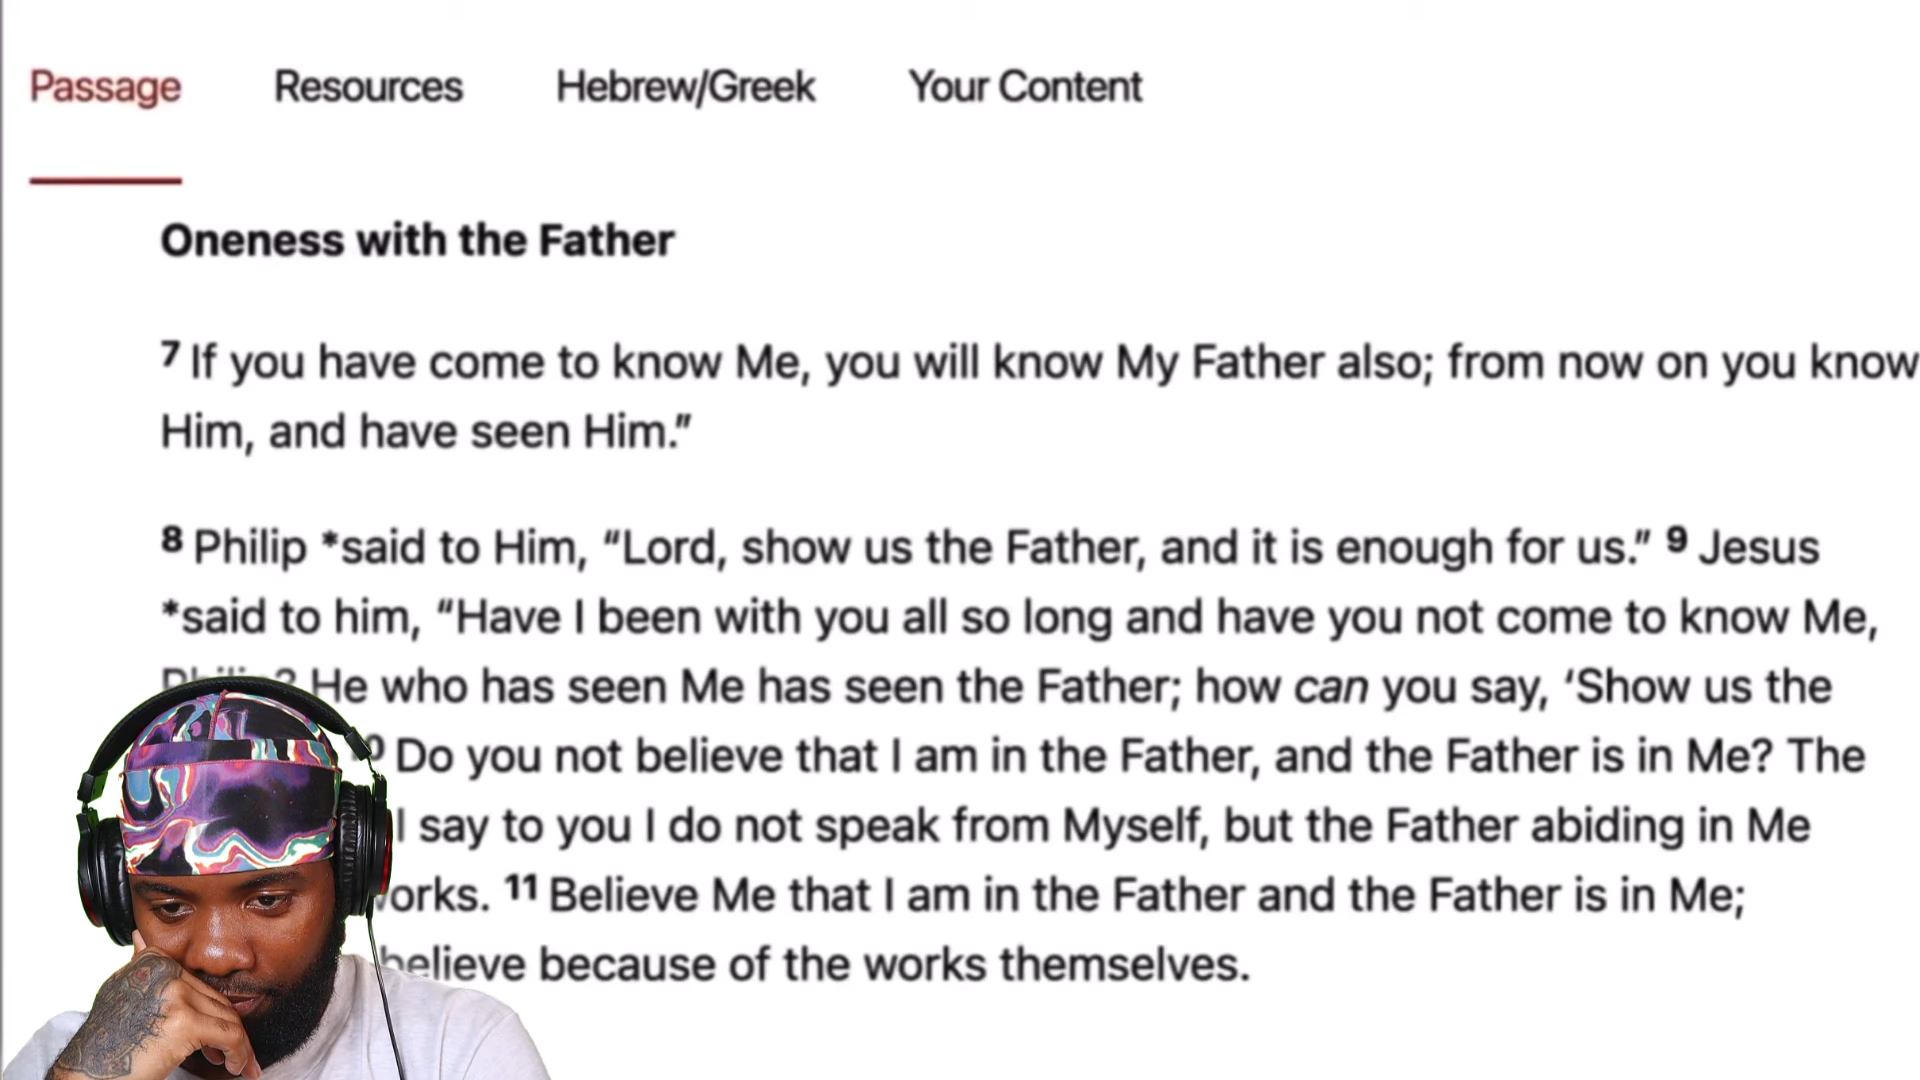 Passage Resources Hebrew/Greek Your Content
Oneness with the Father
7 If you have come to know Me, you will know My Father also; from now on you know
Him, and have seen Him.”
8 Philip *said to Him, “Lord, show us the Father, and it is enough for us.” 9 Jesus
*said to him, “Have I been with you all so long and have you not come to know Me,
He who has seen Me has seen the Father; how can you say, ‘Show us the
Do you not believe that I am in the Father, and the Father is in Me? The
I say to you I do not speak from Myself, but the Father abiding in Me
orks. 11 Believe Me that I am in the Father and the Father is in Me;
believe because of the works themselves.